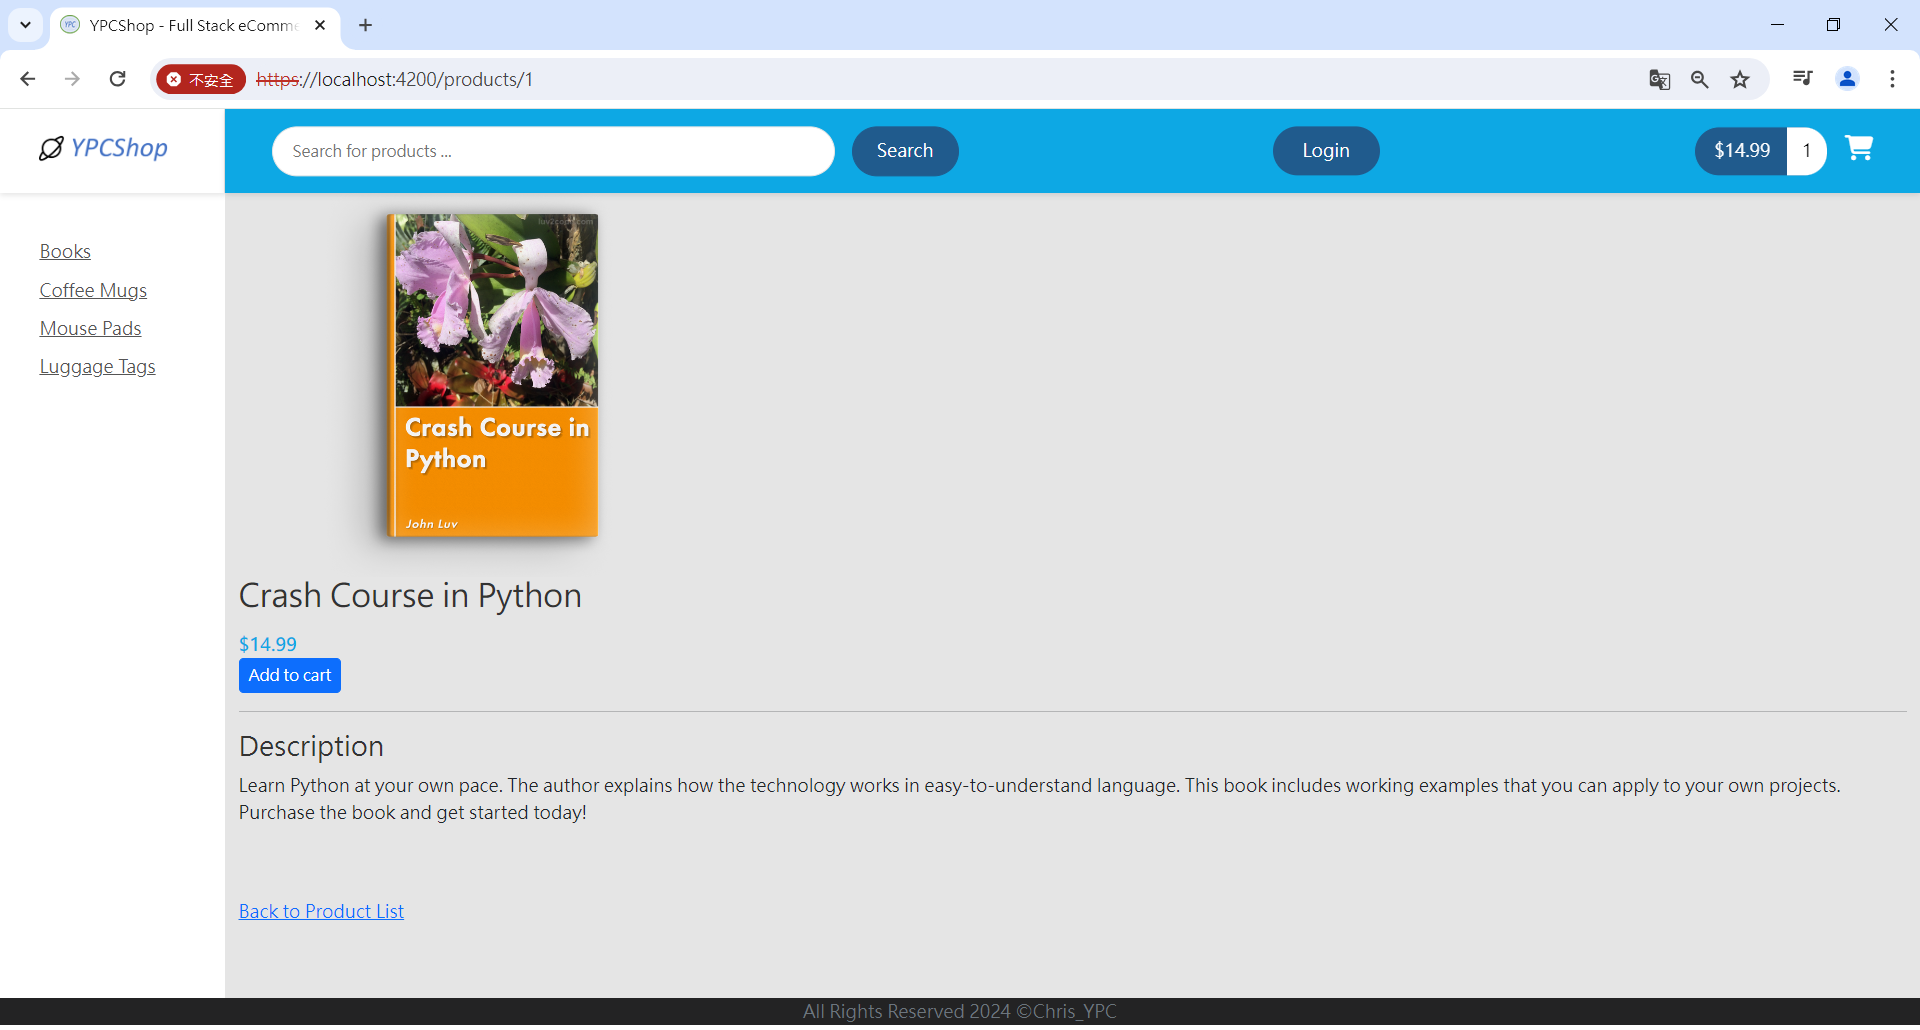 YPCShop - Full Stack eComme
不安全
https://localhost:4200/products/1
YPCShop
Search for products ...
Search
Login
$14.99
1
Books
Coffee Mugs
Mouse Pads
Luggage Tags
luv2code.com
Crash Course in
Python
John Luv
Crash Course in Python
$14.99
Add to cart
Description
Learn Python at your own pace. The author explains how the technology works in easy-to-understand language. This book includes working examples that you can apply to your own projects.
Purchase the book and get started today!
Back to Product List
All Rights Reserved 2024 ©Chris_YPC